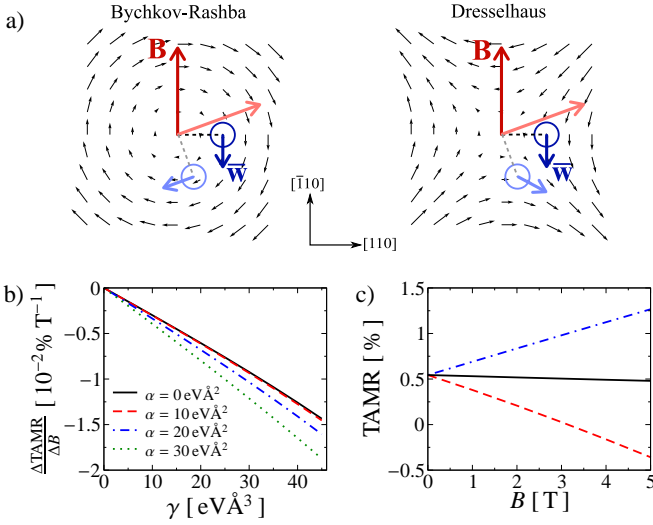 a)
Bychkov-Rashba
Dresselhaus
B
B
w̅
w̅
[1̅10]
[110]
b)
ΔTAMR/ΔB [10⁻²% T⁻¹]
0
−0.5
−1
−1.5
−2
α = 0 eVÅ²
α = 10 eVÅ²
α = 20 eVÅ²
α = 30 eVÅ²
0 10 20 30 40
γ [eVÅ³]
c)
TAMR [%]
1.5
1
0.5
0
−0.5
0 1 2 3 4 5
B [T]